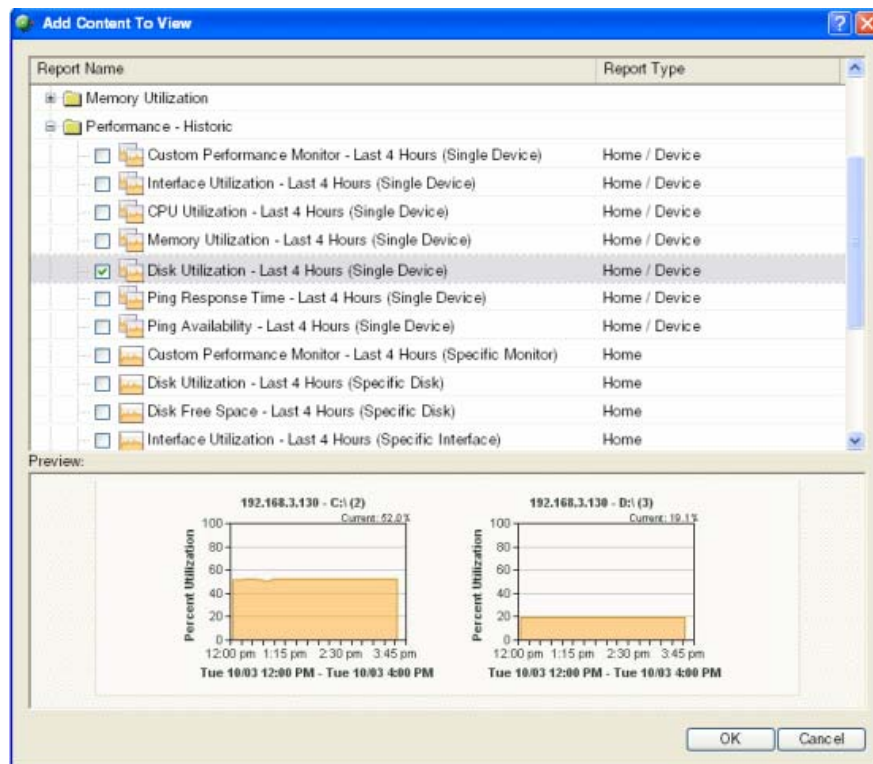 Add Content To View
Report Name Report Type
Memory Utilization
Performance - Historic
Custom Performance Monitor - Last 4 Hours (Single Device) Home / Device
Interface Utilization - Last 4 Hours (Single Device) Home / Device
CPU Utilization - Last 4 Hours (Single Device) Home / Device
Memory Utilization - Last 4 Hours (Single Device) Home / Device
Disk Utilization - Last 4 Hours (Single Device) Home / Device
Ping Response Time - Last 4 Hours (Single Device) Home / Device
Ping Availability - Last 4 Hours (Single Device) Home / Device
Custom Performance Monitor - Last 4 Hours (Specific Monitor) Home
Disk Utilization - Last 4 Hours (Specific Disk) Home
Disk Free Space - Last 4 Hours (Specific Disk) Home
Interface Utilization - Last 4 Hours (Specific Interface) Home
Preview:
192.168.3.130 - C:\ (2)
Current: 52.0%
Percent Utilization
100
80
60
40
20
0
12:00 pm 1:15 pm 2:30 pm 3:45 pm
Tue 10/03 12:00 PM - Tue 10/03 4:00 PM
192.168.3.130 - D:\ (3)
Current: 19.1%
Percent Utilization
100
80
60
40
20
0
12:00 pm 1:15 pm 2:30 pm 3:45 pm
Tue 10/03 12:00 PM - Tue 10/03 4:00 PM
OK Cancel